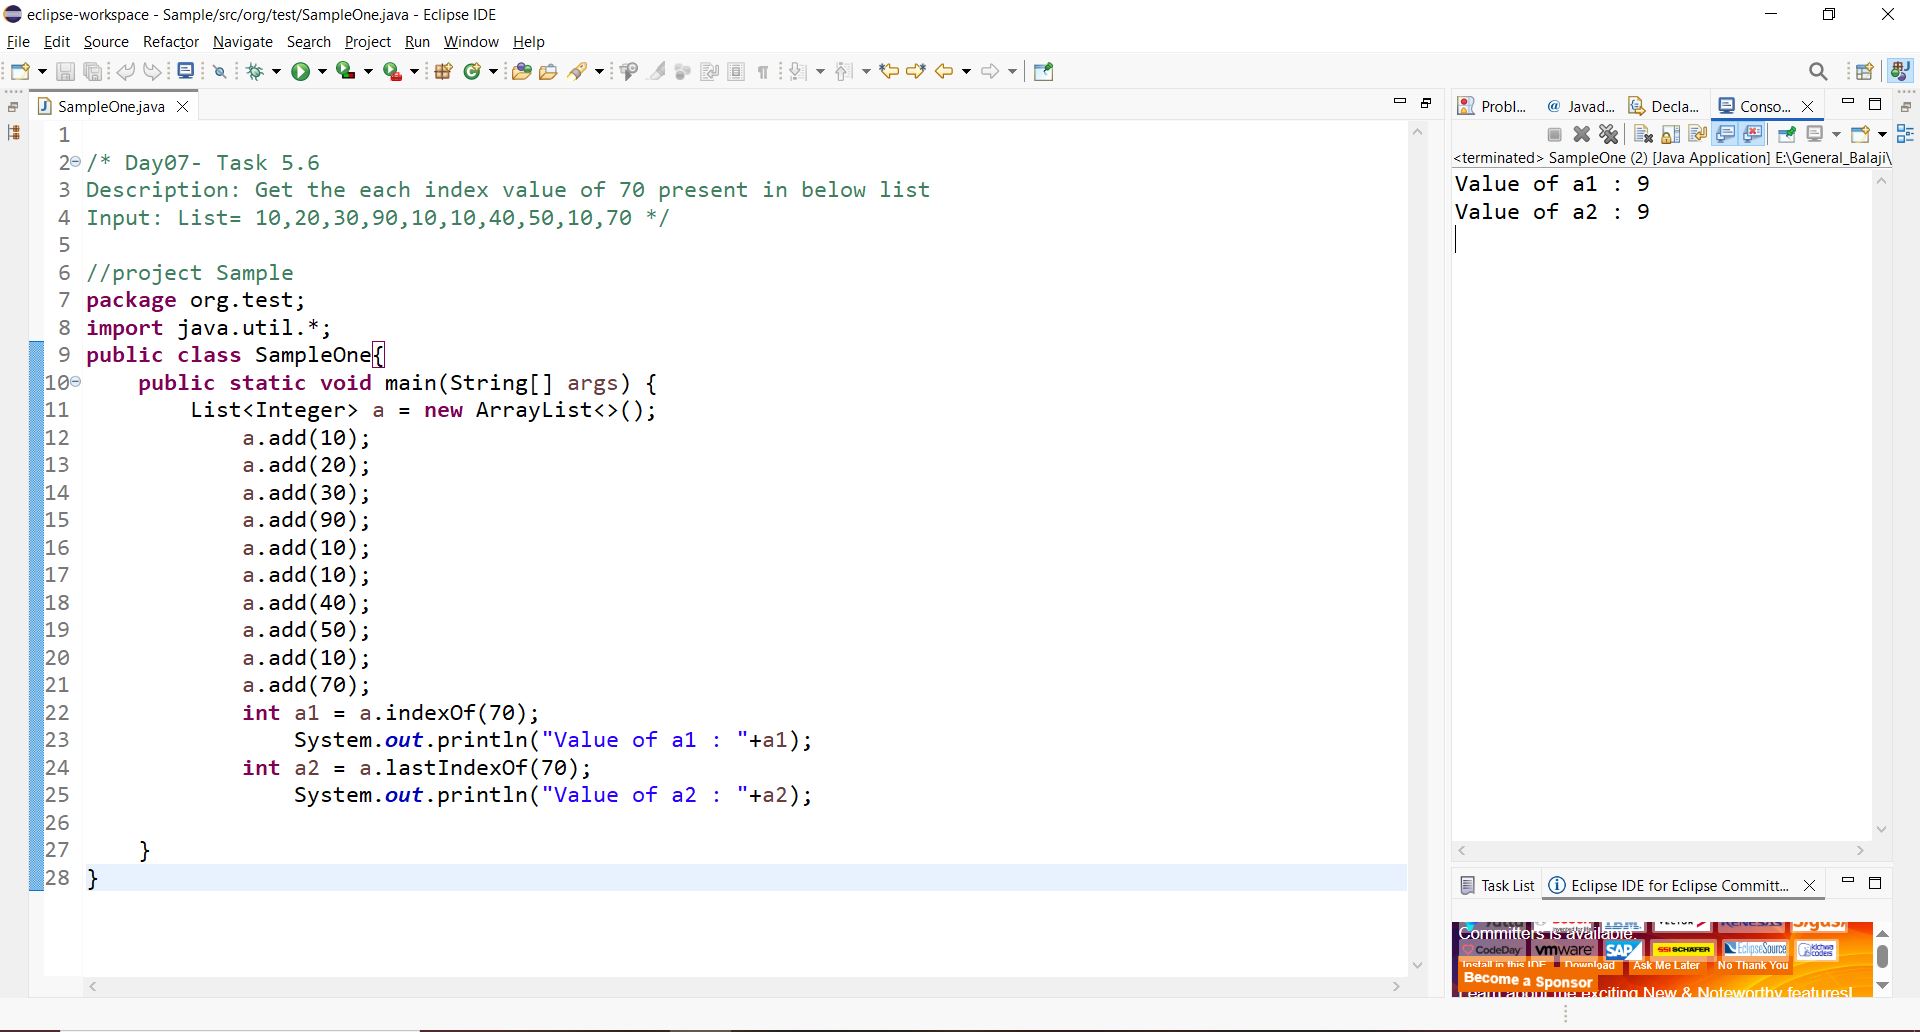 eclipse-workspace - Sample/src/org/test/SampleOne.java - Eclipse IDE
File Edit Source Refactor Navigate Search Project Run Window Help
SampleOne.java
1
2 /* Day07- Task 5.6
3 Description: Get the each index value of 70 present in below list
4 Input: List= 10,20,30,90,10,10,40,50,10,70 */
5
6 //project Sample
7 package org.test;
8 import java.util.*;
9 public class SampleOne{
10 public static void main(String[] args) {
11 List<Integer> a = new ArrayList<>();
12 a.add(10);
13 a.add(20);
14 a.add(30);
15 a.add(90);
16 a.add(10);
17 a.add(10);
18 a.add(40);
19 a.add(50);
20 a.add(10);
21 a.add(70);
22 int a1 = a.indexOf(70);
23 System.out.println("Value of a1 : "+a1);
24 int a2 = a.lastIndexOf(70);
25 System.out.println("Value of a2 : "+a2);
26
27 }
28 }
Probl... @ Javad... Decla... Conso...
<terminated> SampleOne (2) [Java Application] E:\General_Balaji\
Value of a1 : 9
Value of a2 : 9
Task List Eclipse IDE for Eclipse Committ...
Committers is available.
CodeDay vmware SAP SSI SCHÄFER EclipseSource kichwa coders
Install in this IDE Download Ask Me Later No Thank You
Become a Sponsor
exciting New & Noteworthy features!